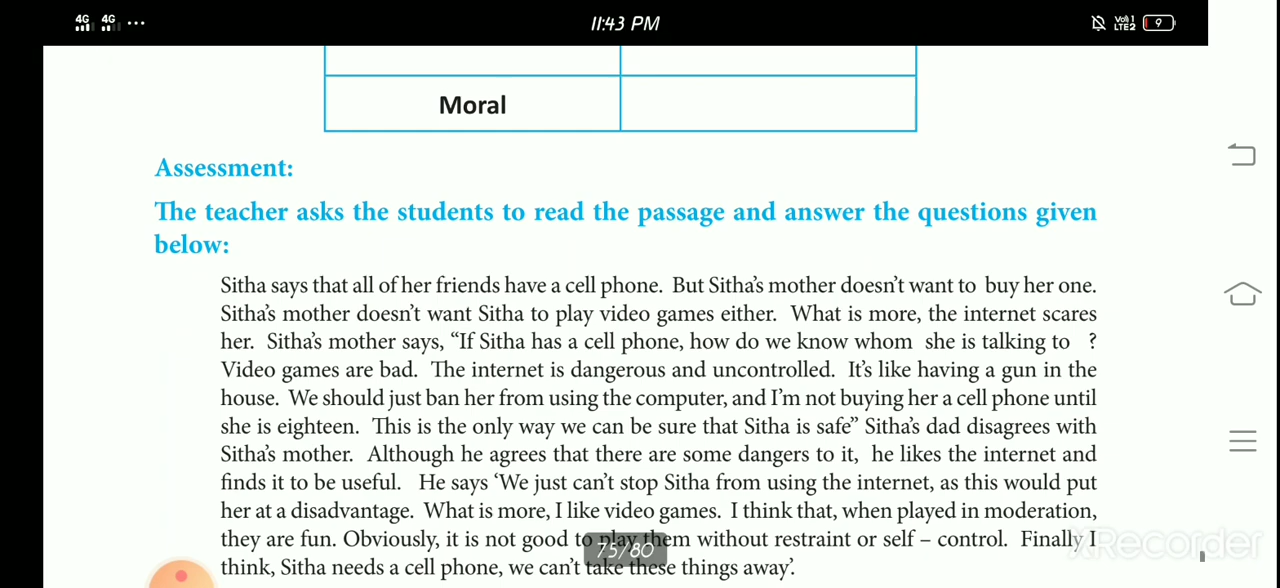 4G 4G ... 11:43 PM Vol) 1 LTE2 9
Moral
Assessment:
The teacher asks the students to read the passage and answer the questions given
below:
Sitha says that all of her friends have a cell phone. But Sitha's mother doesn't want to buy her one.
Sitha's mother doesn't want Sitha to play video games either. What is more, the internet scares
her. Sitha's mother says, "If Sitha has a cell phone, how do we know whom she is talking to ?
Video games are bad. The internet is dangerous and uncontrolled. It's like having a gun in the
house. We should just ban her from using the computer, and I'm not buying her a cell phone until
she is eighteen. This is the only way we can be sure that Sitha is safe" Sitha's dad disagrees with
Sitha's mother. Although he agrees that there are some dangers to it, he likes the internet and
finds it to be useful. He says 'We just can't stop Sitha from using the internet, as this would put
her at a disadvantage. What is more, I like video games. I think that, when played in moderation,
they are fun. Obviously, it is not good to play them without restraint or self – control. Finally I
think, Sitha needs a cell phone, we can't take these things away'.
75/80
XRecorder